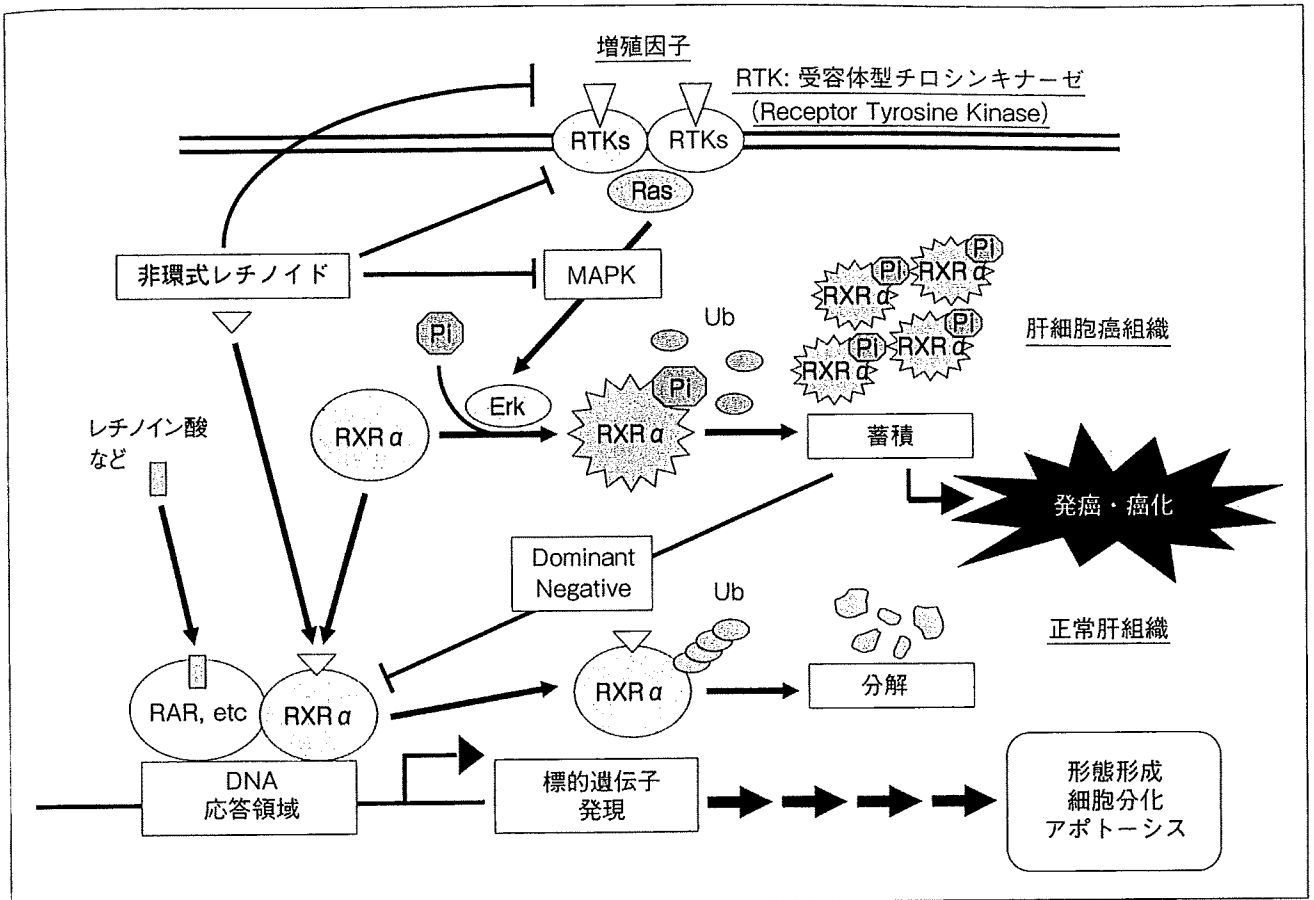 増殖因子
RTK: 受容体型チロシンキナーゼ
(Receptor Tyrosine Kinase)
RTKs
RTKs
Ras
非環式レチノイド
MAPK
Pi
RXRα
Pi
RXRα
Pi
RXRα
Pi
RXRα
肝細胞癌組織
Ub
Pi
Erk
Pi
RXRα
RXRα
蓄積
レチノイン酸
など
発癌・癌化
Dominant
Negative
Ub
正常肝組織
RXRα
分解
RAR, etc
RXRα
DNA
応答領域
標的遺伝子
発現
形態形成
細胞分化
アポトーシス